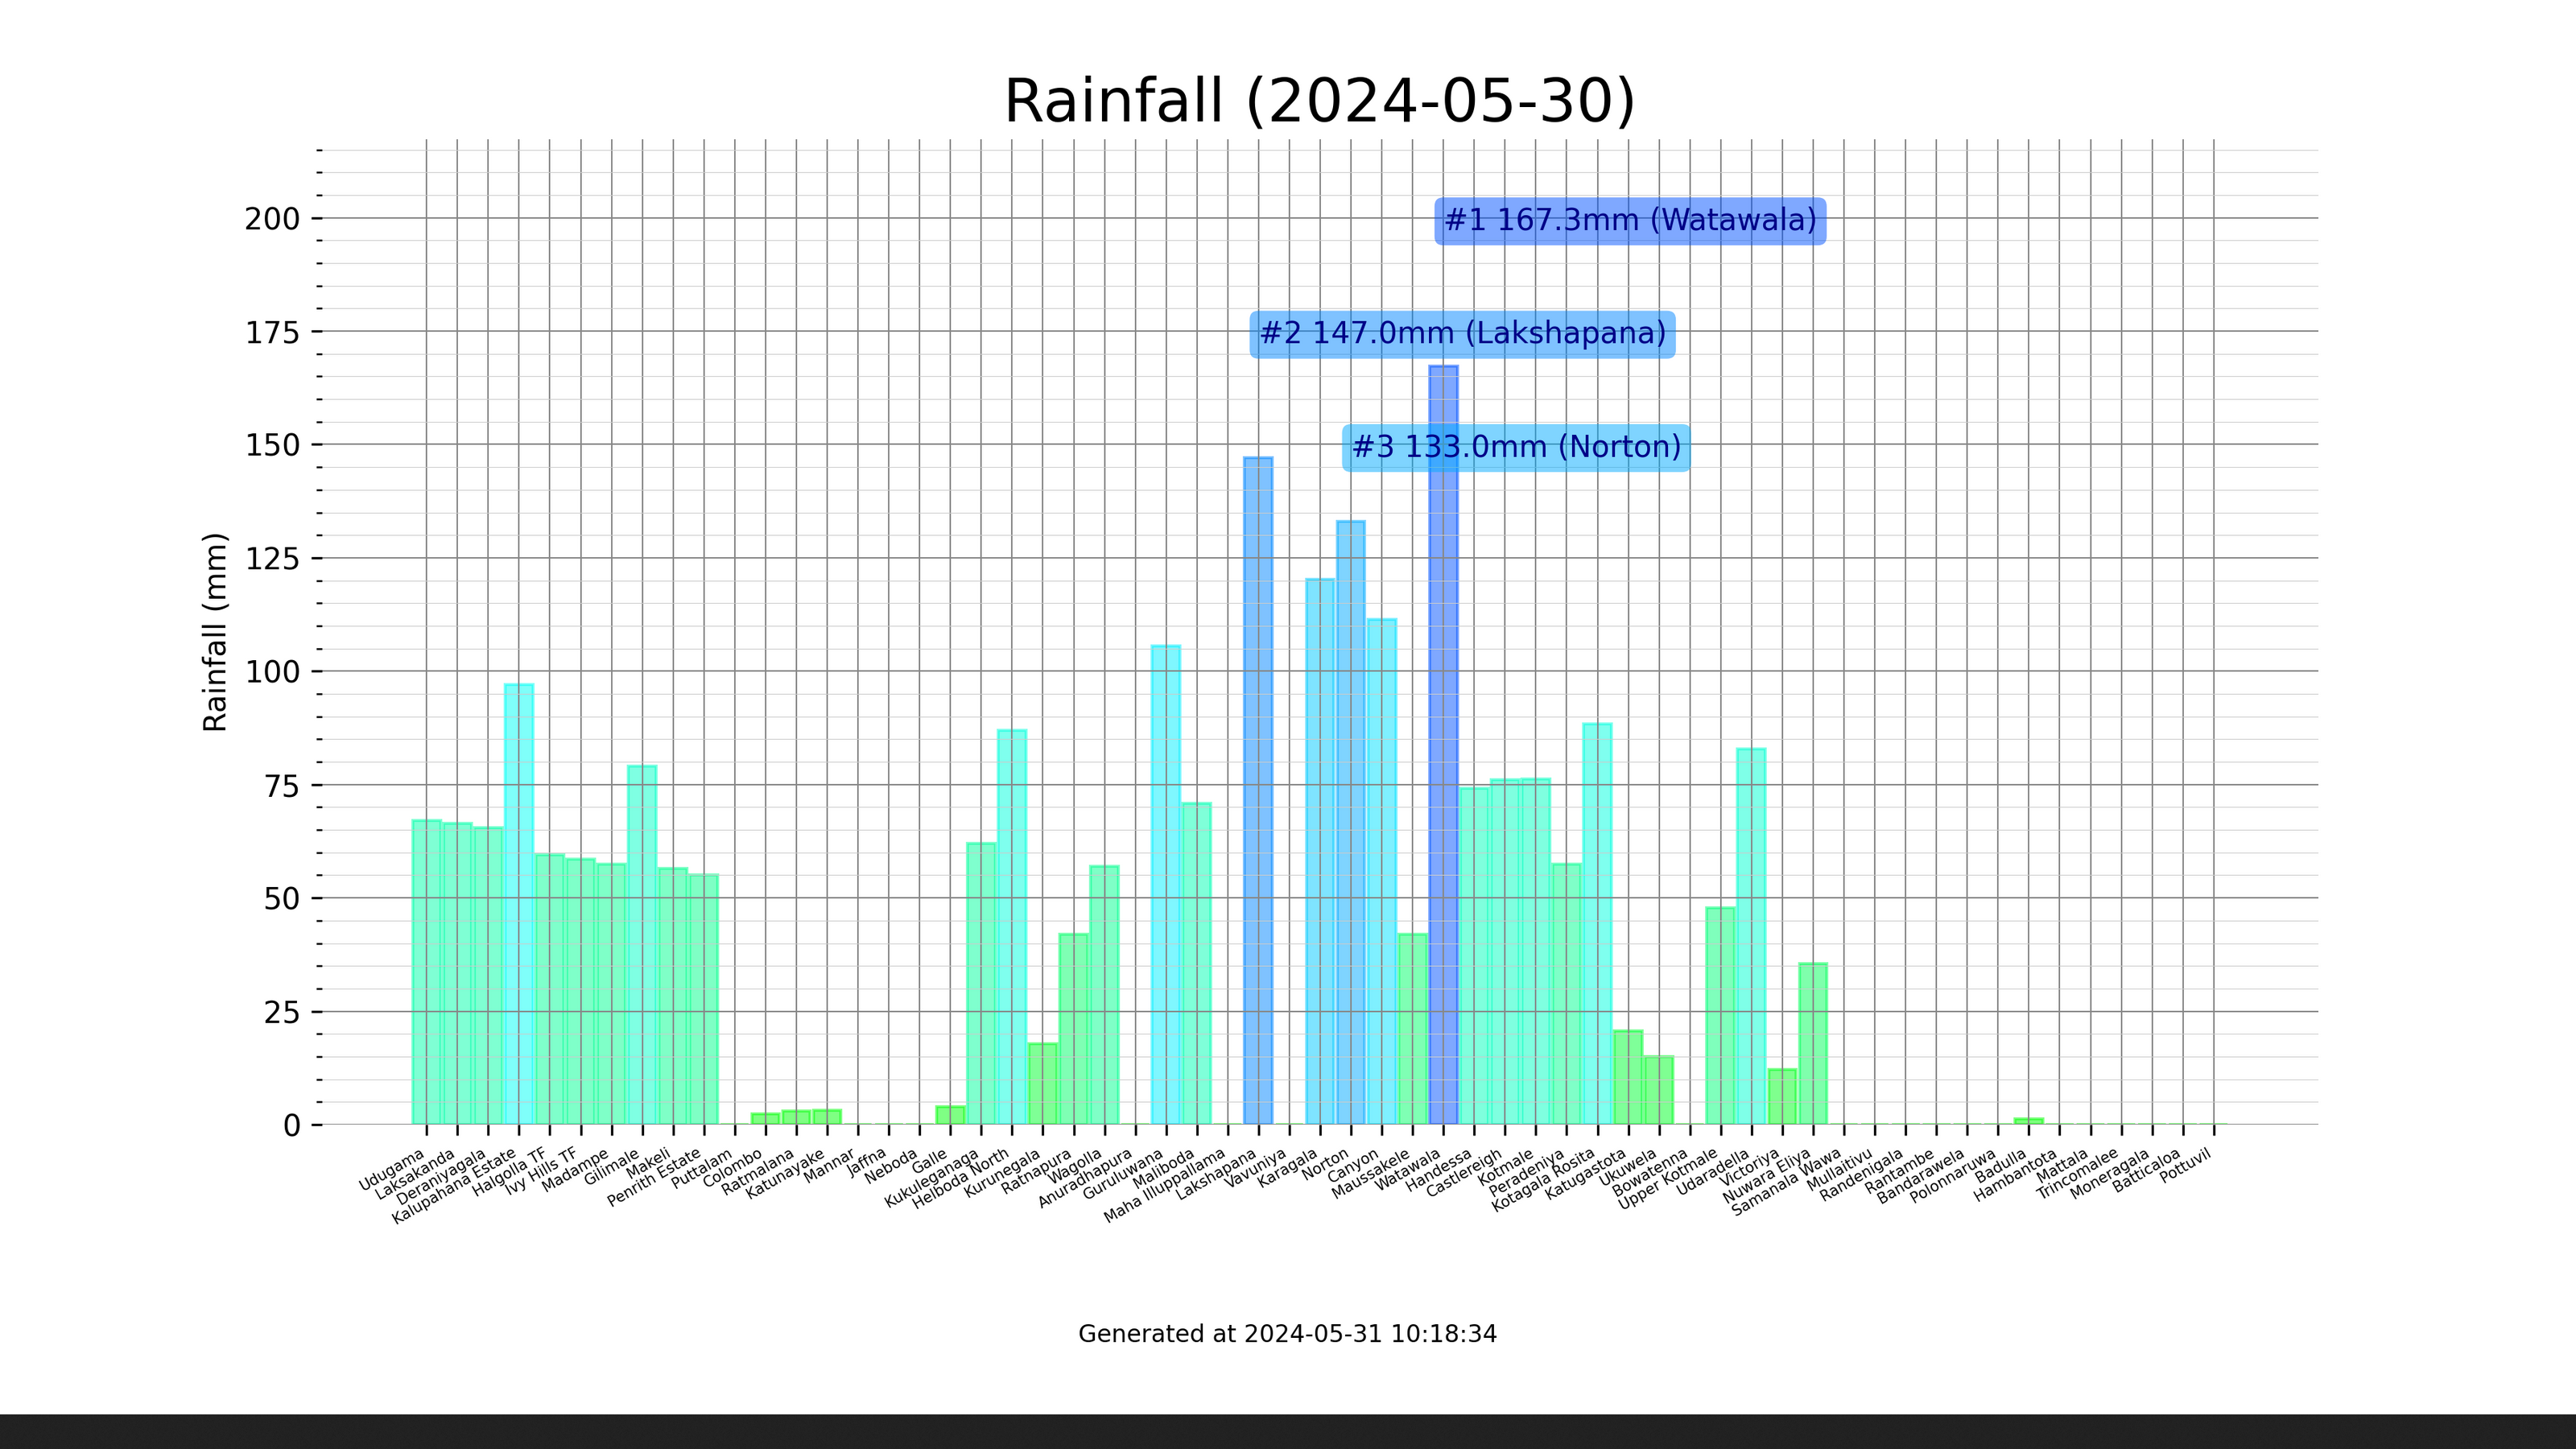 Rainfall (2024-05-30)
Rainfall (mm)
200
175
150
125
100
75
50
25
0
#1 167.3mm (Watawala)
#2 147.0mm (Lakshapana)
#3 133.0mm (Norton)
Udugama
Laksakanda
Deraniyagala
Kalupahana Estate
Halgolla TF
Ivy Hills TF
Madampe
Gilimale
Makeli
Penrith Estate
Puttalam
Colombo
Ratmalana
Katunayake
Mannar
Jaffna
Neboda
Galle
Kukuleganaga
Helboda North
Kurunegala
Ratnapura
Wagolla
Anuradhapura
Guruluwana
Maliboda
Maha Illuppallama
Lakshapana
Vavuniya
Karagala
Norton
Canyon
Maussakele
Watawala
Handessa
Castlereigh
Kotmale
Peradeniya
Kotagala Rosita
Katugastota
Ukuwela
Bowatenna
Upper Kotmale
Udaradella
Victoriya
Nuwara Eliya
Samanala Wawa
Mullaitivu
Randenigala
Rantambe
Bandarawela
Polonnaruwa
Badulla
Hambantota
Mattala
Trincomalee
Moneragala
Batticaloa
Pottuvil
Generated at 2024-05-31 10:18:34